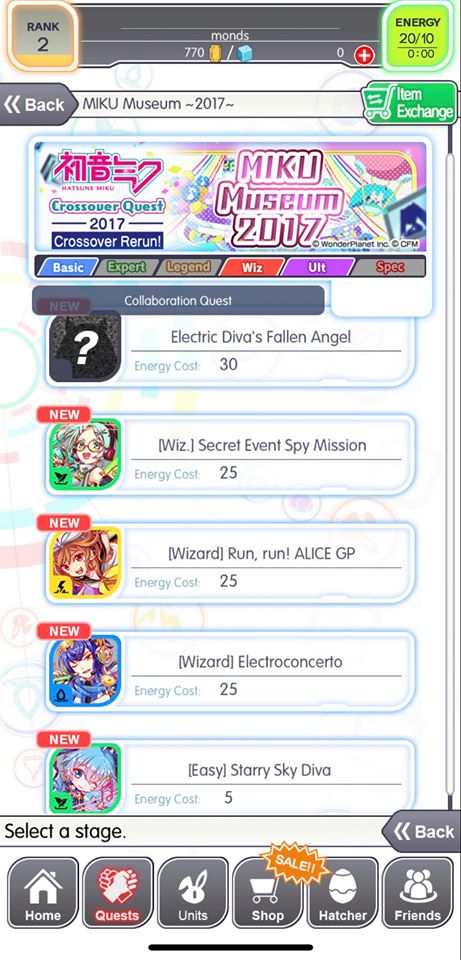 RANK
2
monds
770 / 0
ENERGY
20/10
0:00
Back
MIKU Museum ~2017~
Item
Exchange
初音ミク
HATSUNE MIKU
Crossover Quest
2017
Crossover Rerun!
MIKU
Museum
2017
© WonderPlanet Inc. © CFM
Basic Expert Legend Wiz Ult Spec
Collaboration Quest
NEW
?
Electric Diva's Fallen Angel
Energy Cost: 30
NEW
[Wiz.] Secret Event Spy Mission
Energy Cost: 25
NEW
[Wizard] Run, run! ALICE GP
Energy Cost: 25
NEW
[Wizard] Electroconcerto
Energy Cost: 25
NEW
[Easy] Starry Sky Diva
Energy Cost: 5
Select a stage.
Back
SALE!!
Home
Quests
Units
Shop
Hatcher
Friends